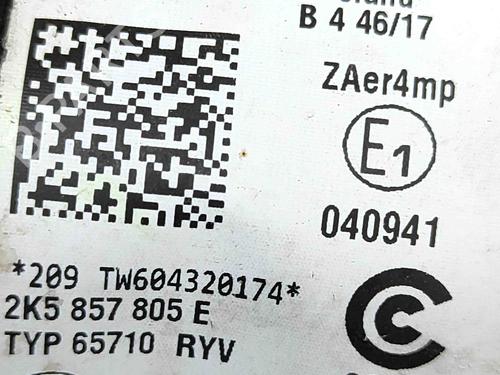 B 4 46/17
ZAer4mp
E1
040941
*209 TW604320174*
2K5 857 805 E
TYP 65710 RYV